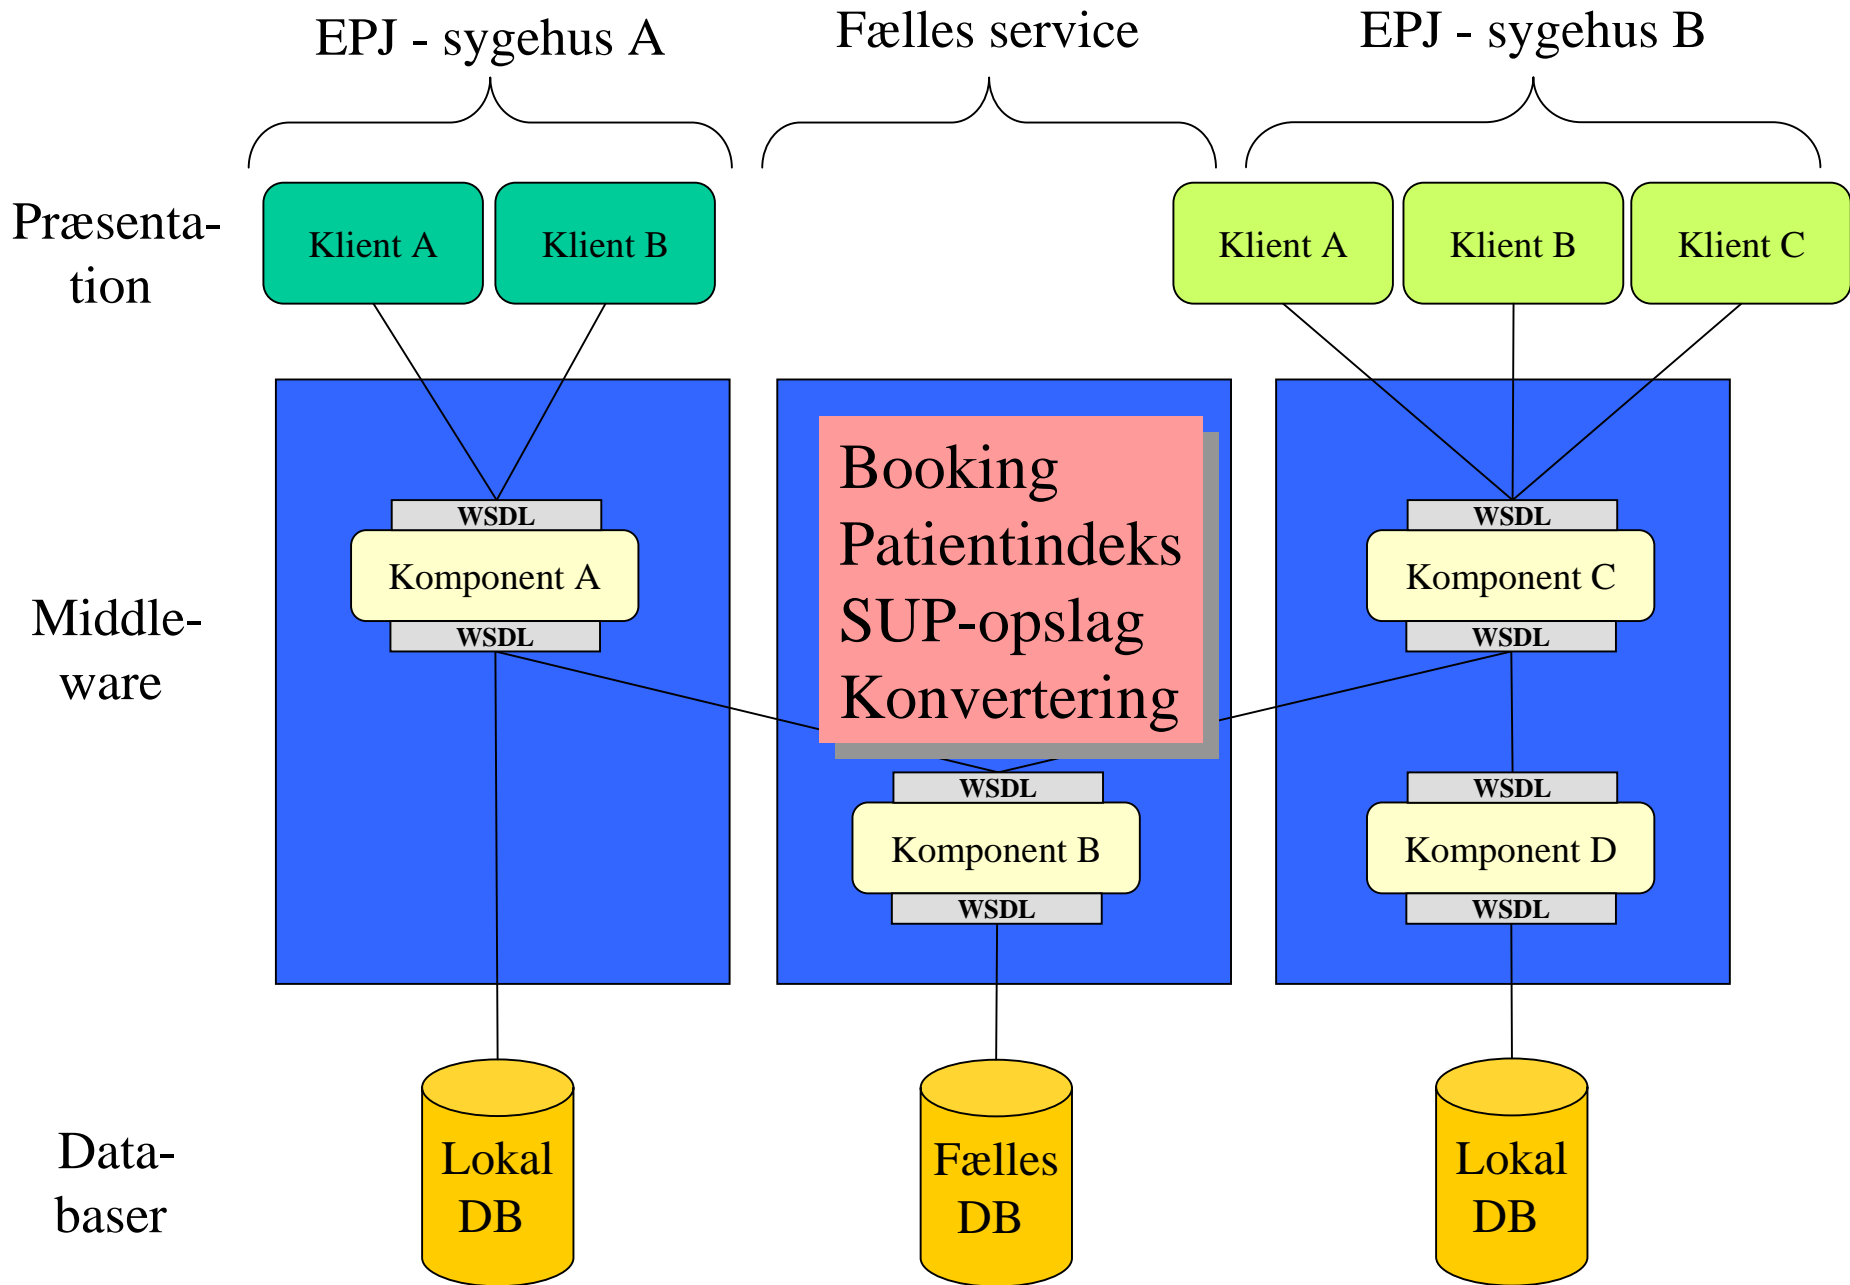 EPJ - sygehus A
Fælles service
EPJ - sygehus B
Præsenta-
tion
Klient A
Klient B
Klient A
Klient B
Klient C
Middle-
ware
WSDL
Komponent A
WSDL
Booking
Patientindeks
SUP-opslag
Konvertering
WSDL
Komponent B
WSDL
WSDL
Komponent C
WSDL
WSDL
Komponent D
WSDL
Data-
baser
Lokal
DB
Fælles
DB
Lokal
DB